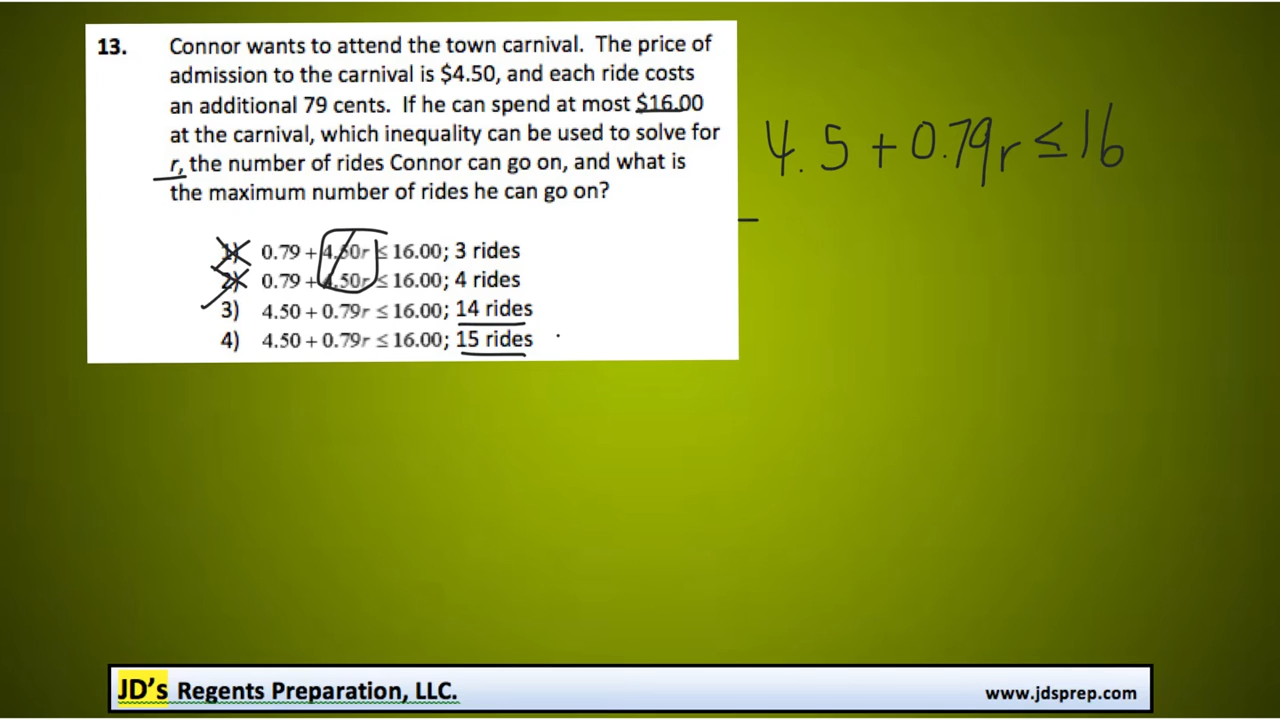 13. Connor wants to attend the town carnival. The price of
admission to the carnival is $4.50, and each ride costs
an additional 79 cents. If he can spend at most $16.00
at the carnival, which inequality can be used to solve for
r, the number of rides Connor can go on, and what is
the maximum number of rides he can go on?
1) 0.79 + 4.50r ≤ 16.00; 3 rides
2) 0.79 + 4.50r ≤ 16.00; 4 rides
3) 4.50 + 0.79r ≤ 16.00; 14 rides
4) 4.50 + 0.79r ≤ 16.00; 15 rides
4.5 + 0.79r ≤ 16
JD's Regents Preparation, LLC.
www.jdsprep.com